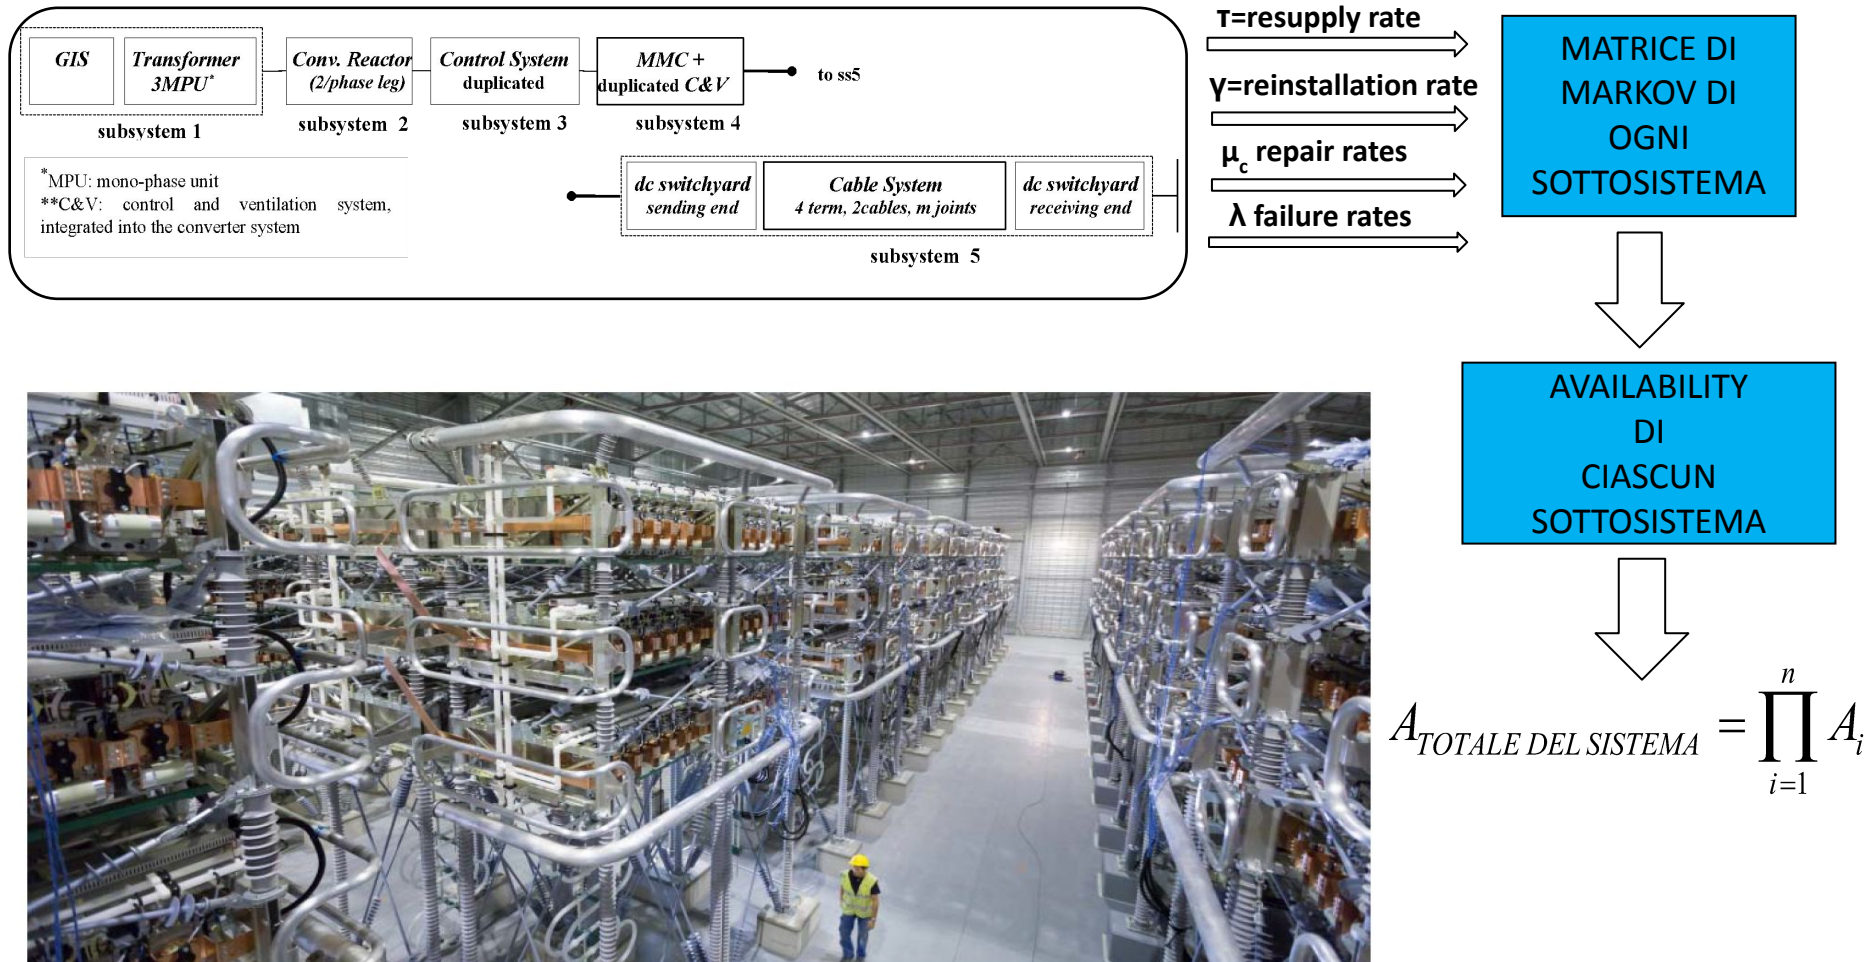 GIS
Transformer
3MPU*
Conv. Reactor
(2/phase leg)
Control System
duplicated
MMC +
duplicated C&V
to ss5
subsystem 1
subsystem 2
subsystem 3
subsystem 4
*MPU: mono-phase unit
**C&V: control and ventilation system,
integrated into the converter system
dc switchyard
sending end
Cable System
4 term, 2cables, m joints
dc switchyard
receiving end
subsystem 5
τ=resupply rate
γ=reinstallation rate
μc repair rates
λ failure rates
MATRICE DI
MARKOV DI
OGNI
SOTTOSISTEMA
AVAILABILITY
DI
CIASCUN
SOTTOSISTEMA
A TOTALE DEL SISTEMA = ∏ i=1 n Ai